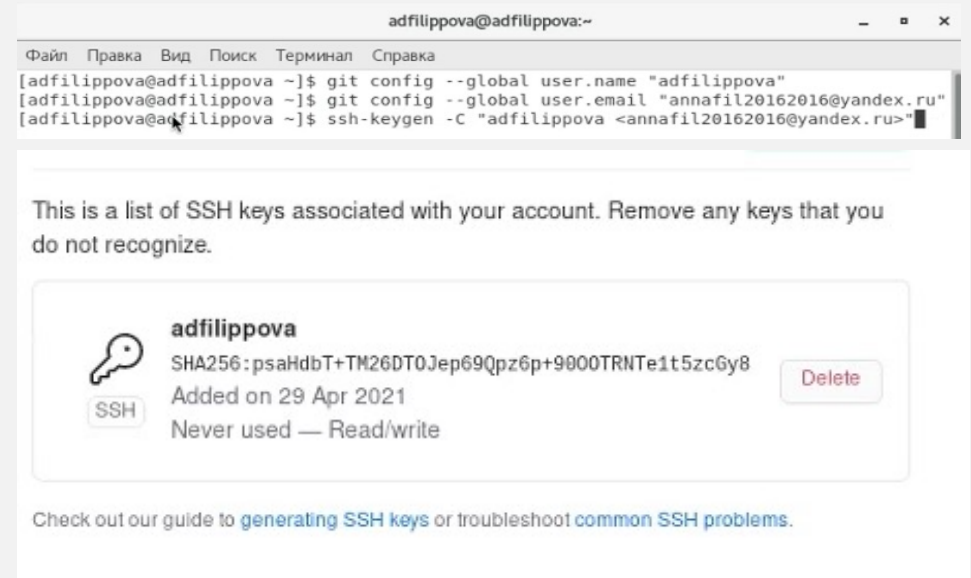 adfilippova@adfilippova:~
Файл Правка Вид Поиск Терминал Справка
[adfilippova@adfilippova ~]$ git config --global user.name "adfilippova"
[adfilippova@adfilippova ~]$ git config --global user.email "annafil20162016@yandex.ru"
[adfilippova@adfilippova ~]$ ssh-keygen -C "adfilippova <annafil20162016@yandex.ru>"
This is a list of SSH keys associated with your account. Remove any keys that you
do not recognize.
adfilippova
SHA256:psaHdbT+TM26DTOJep69Qpz6p+90OOTRNTe1t5zcGy8
Delete
SSH
Added on 29 Apr 2021
Never used — Read/write
Check out our guide to generating SSH keys or troubleshoot common SSH problems.